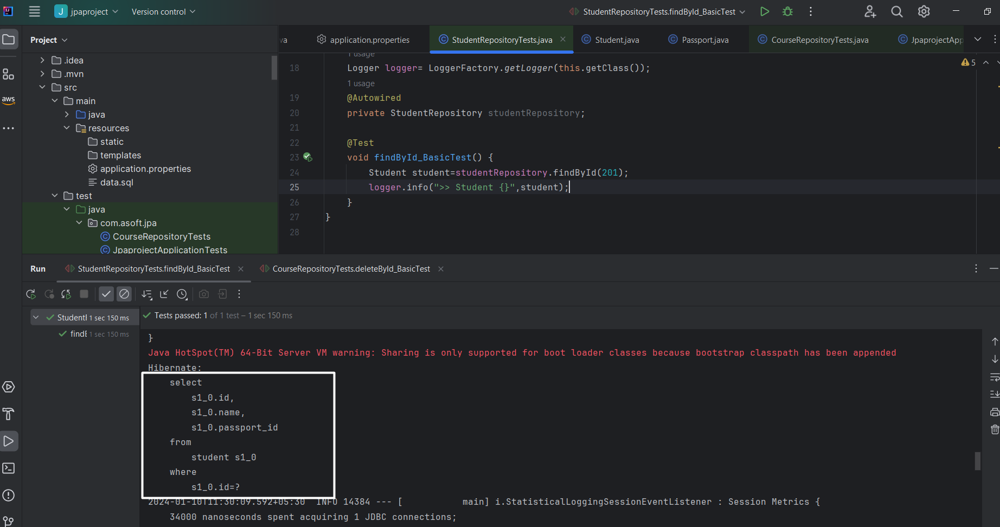 J jpaproject Version control StudentRepositoryTests.findById_BasicTest
Project
va application.properties StudentRepositoryTests.java Student.java Passport.java CourseRepositoryTests.java JpaprojectApp
.idea
.mvn
src
main
java
resources
static
templates
application.properties
data.sql
test
java
com.asoft.jpa
CourseRepositoryTests
JpaprojectApplicationTests
aws
1 usage
18 Logger logger= LoggerFactory.getLogger(this.getClass());
1 usage
19 @Autowired
20 private StudentRepository studentRepository;
21
22 @Test
23 void findById_BasicTest() {
24 Student student=studentRepository.findById(201);
25 logger.info(">> Student {}",student);
26 }
27 }
28
5
Run StudentRepositoryTests.findById_BasicTest CourseRepositoryTests.deleteById_BasicTest
Student 1 sec 150 ms
find 1 sec 150 ms
Tests passed: 1 of 1 test – 1 sec 150 ms
}
Java HotSpot(TM) 64-Bit Server VM warning: Sharing is only supported for boot loader classes because bootstrap classpath has been appended
Hibernate:
select
s1_0.id,
s1_0.name,
s1_0.passport_id
from
student s1_0
where
s1_0.id=?
2024-01-10T11:30:09.592+05:30 INFO 14384 --- [ main] i.StatisticalLoggingSessionEventListener : Session Metrics {
34000 nanoseconds spent acquiring 1 JDBC connections;